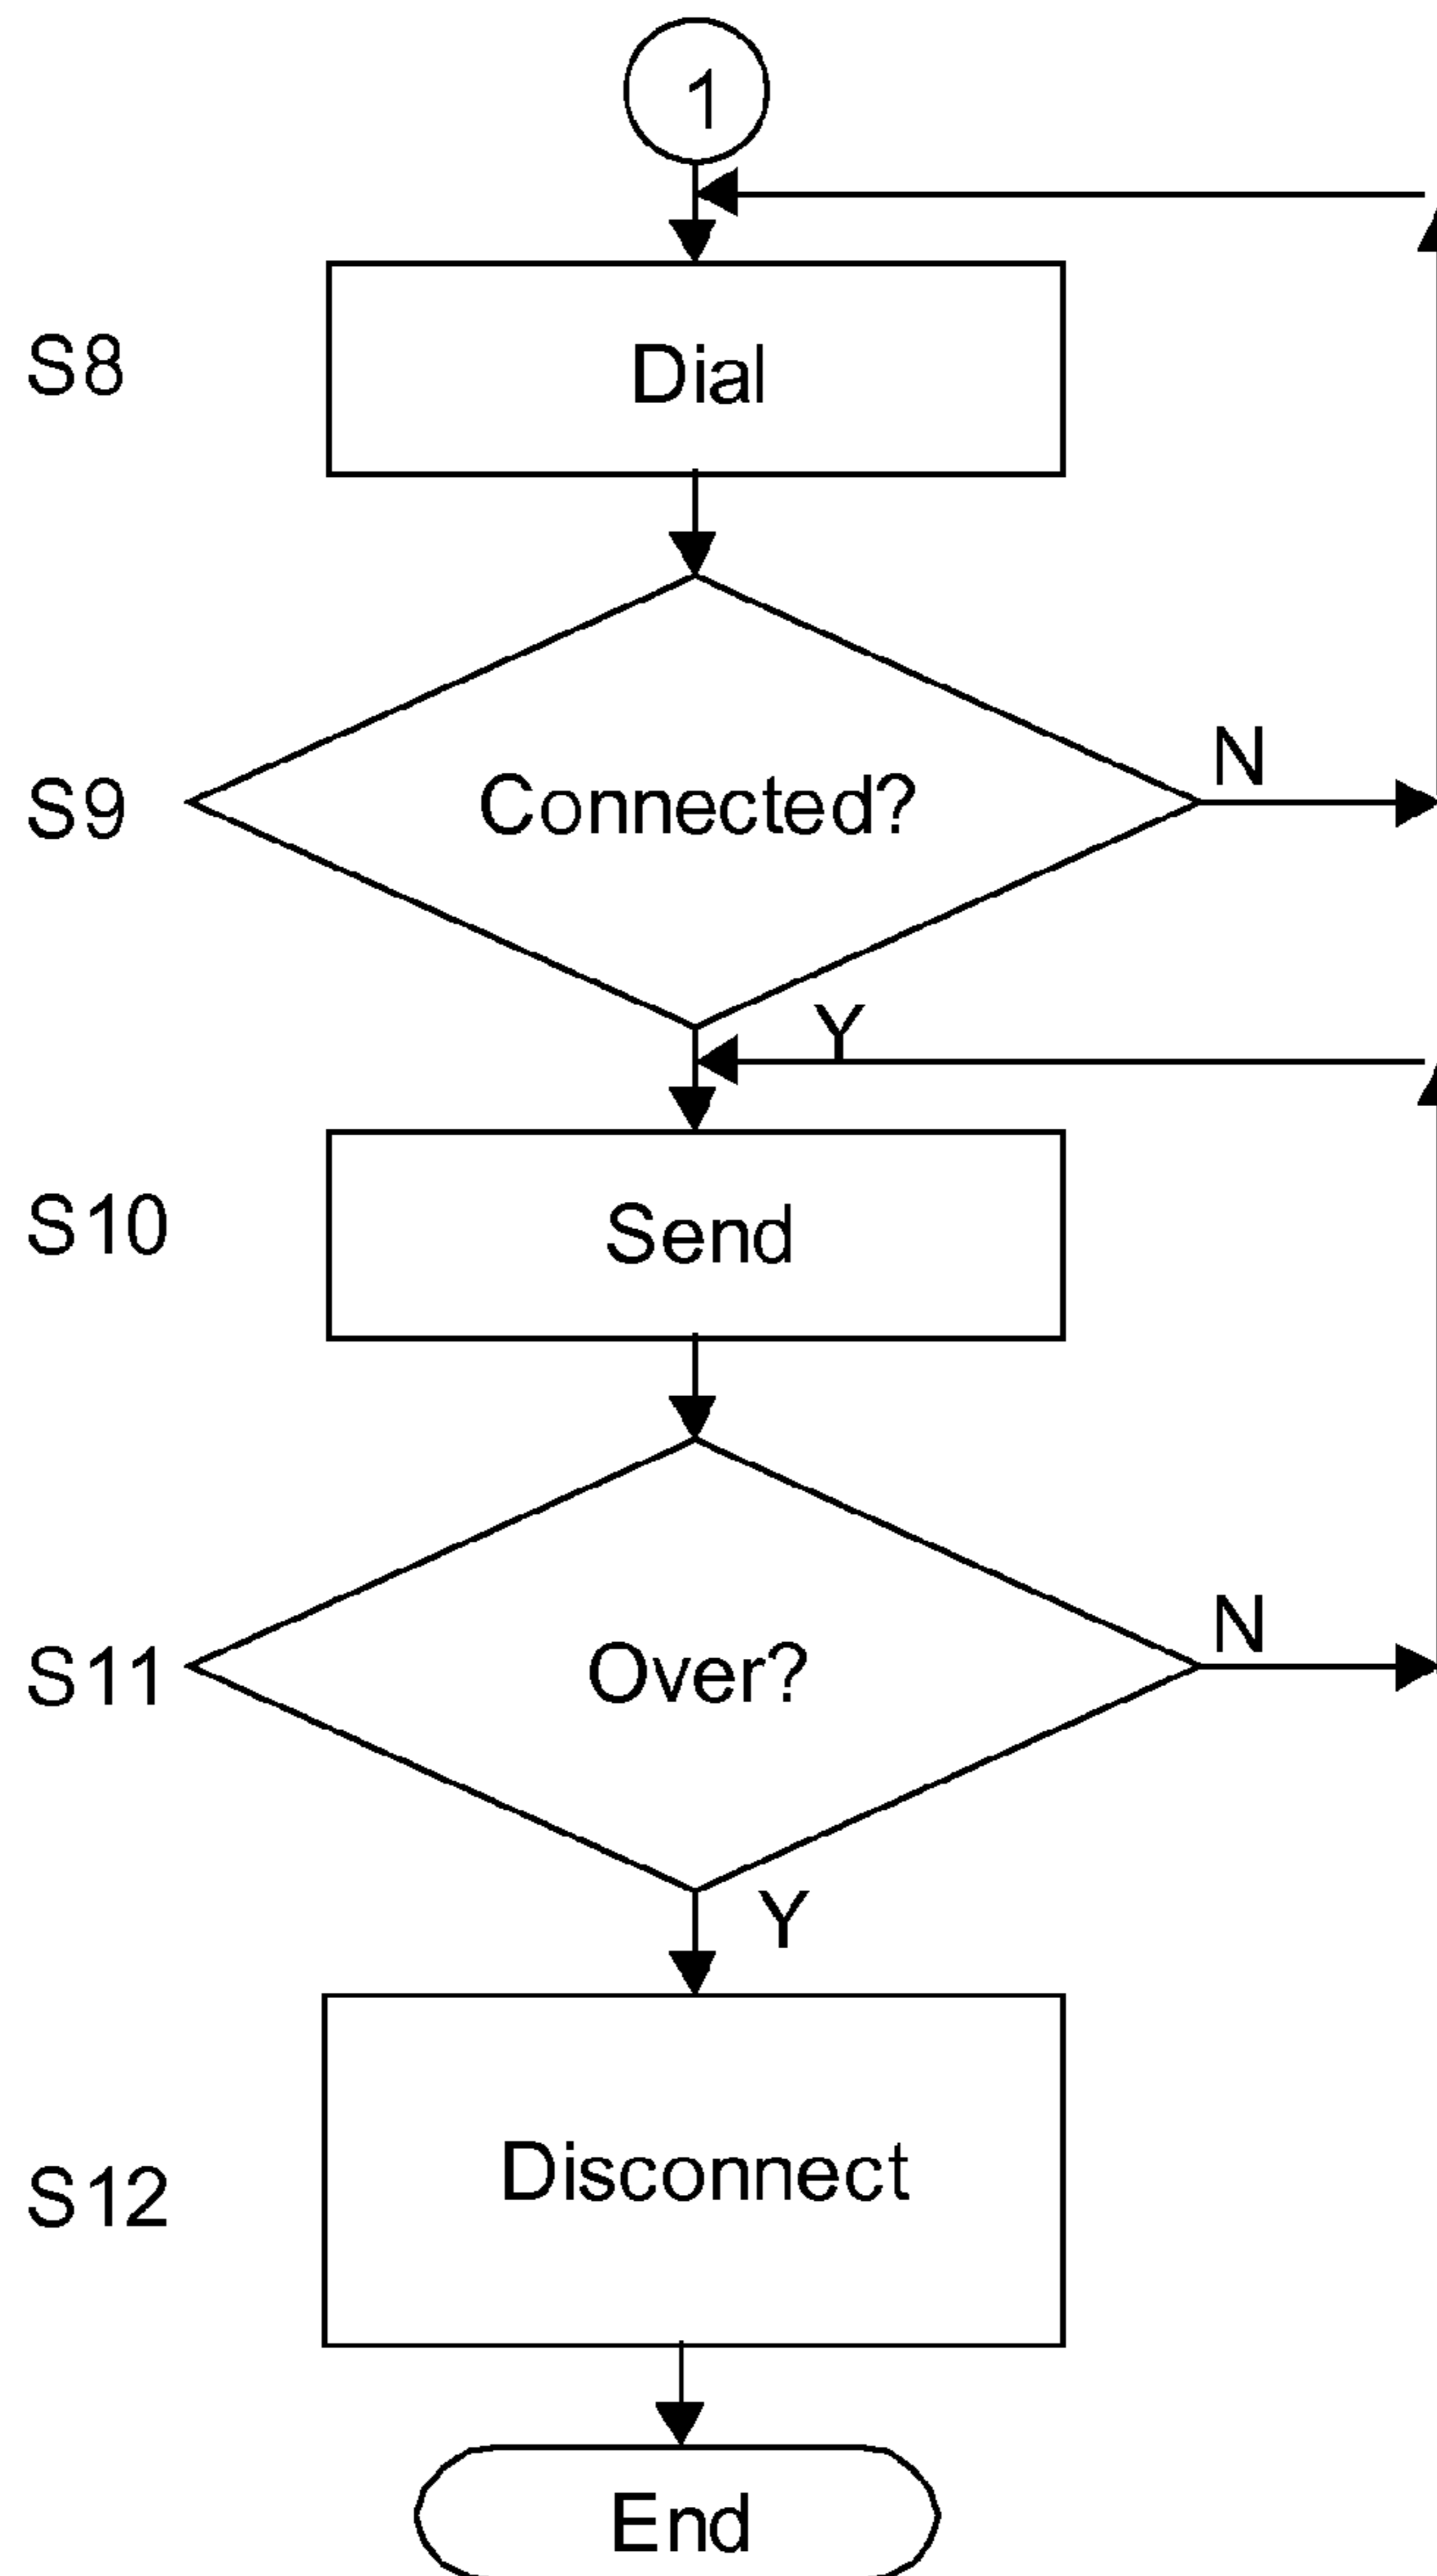 1
S8
Dial
S9
Connected?
N
Y
S10
Send
S11
Over?
N
Y
S12
Disconnect
End